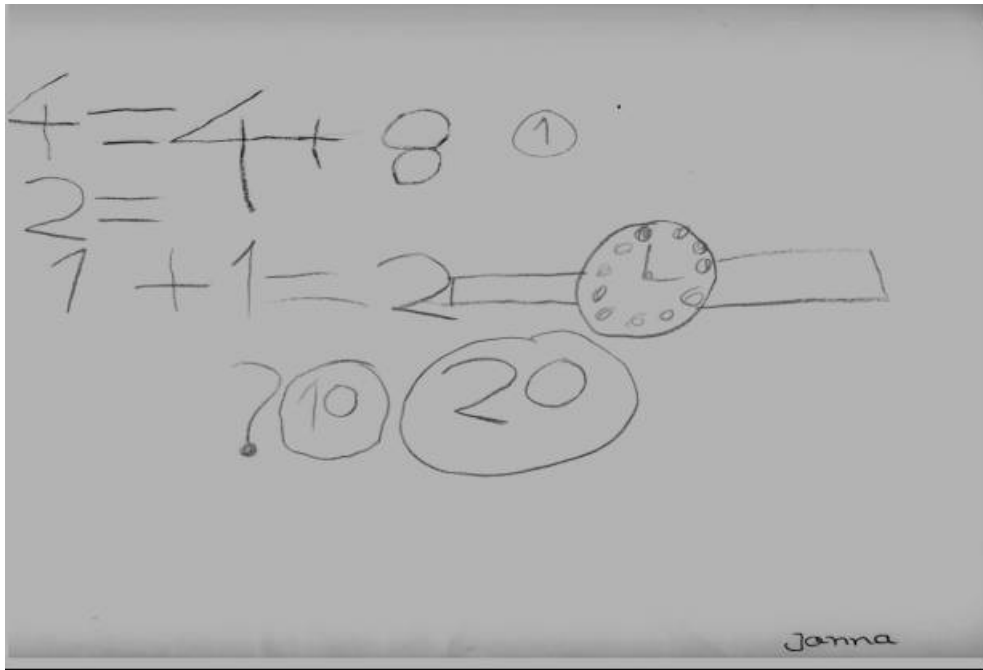 4 = 4 + 8 1
2 =
1 + 1 = 2
? 10 20
Janna